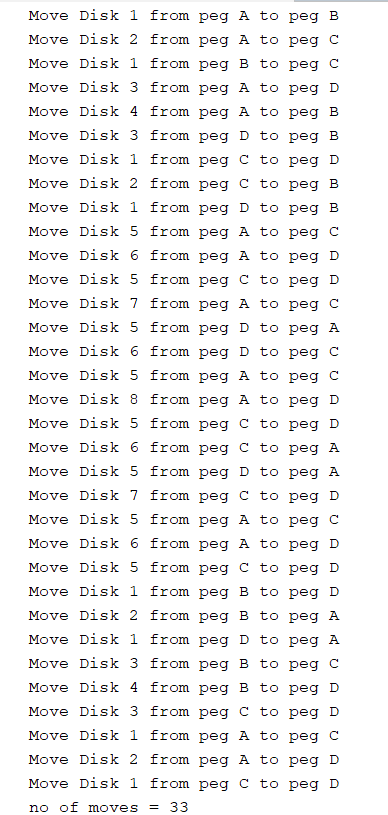 Move Disk 1 from peg A to peg B
Move Disk 2 from peg A to peg C
Move Disk 1 from peg B to peg C
Move Disk 3 from peg A to peg D
Move Disk 4 from peg A to peg B
Move Disk 3 from peg D to peg B
Move Disk 1 from peg C to peg D
Move Disk 2 from peg C to peg B
Move Disk 1 from peg D to peg B
Move Disk 5 from peg A to peg C
Move Disk 6 from peg A to peg D
Move Disk 5 from peg C to peg D
Move Disk 7 from peg A to peg C
Move Disk 5 from peg D to peg A
Move Disk 6 from peg D to peg C
Move Disk 5 from peg A to peg C
Move Disk 8 from peg A to peg D
Move Disk 5 from peg C to peg D
Move Disk 6 from peg C to peg A
Move Disk 5 from peg D to peg A
Move Disk 7 from peg C to peg D
Move Disk 5 from peg A to peg C
Move Disk 6 from peg A to peg D
Move Disk 5 from peg C to peg D
Move Disk 1 from peg B to peg D
Move Disk 2 from peg B to peg A
Move Disk 1 from peg D to peg A
Move Disk 3 from peg B to peg C
Move Disk 4 from peg B to peg D
Move Disk 3 from peg C to peg D
Move Disk 1 from peg A to peg C
Move Disk 2 from peg A to peg D
Move Disk 1 from peg C to peg D
no of moves = 33